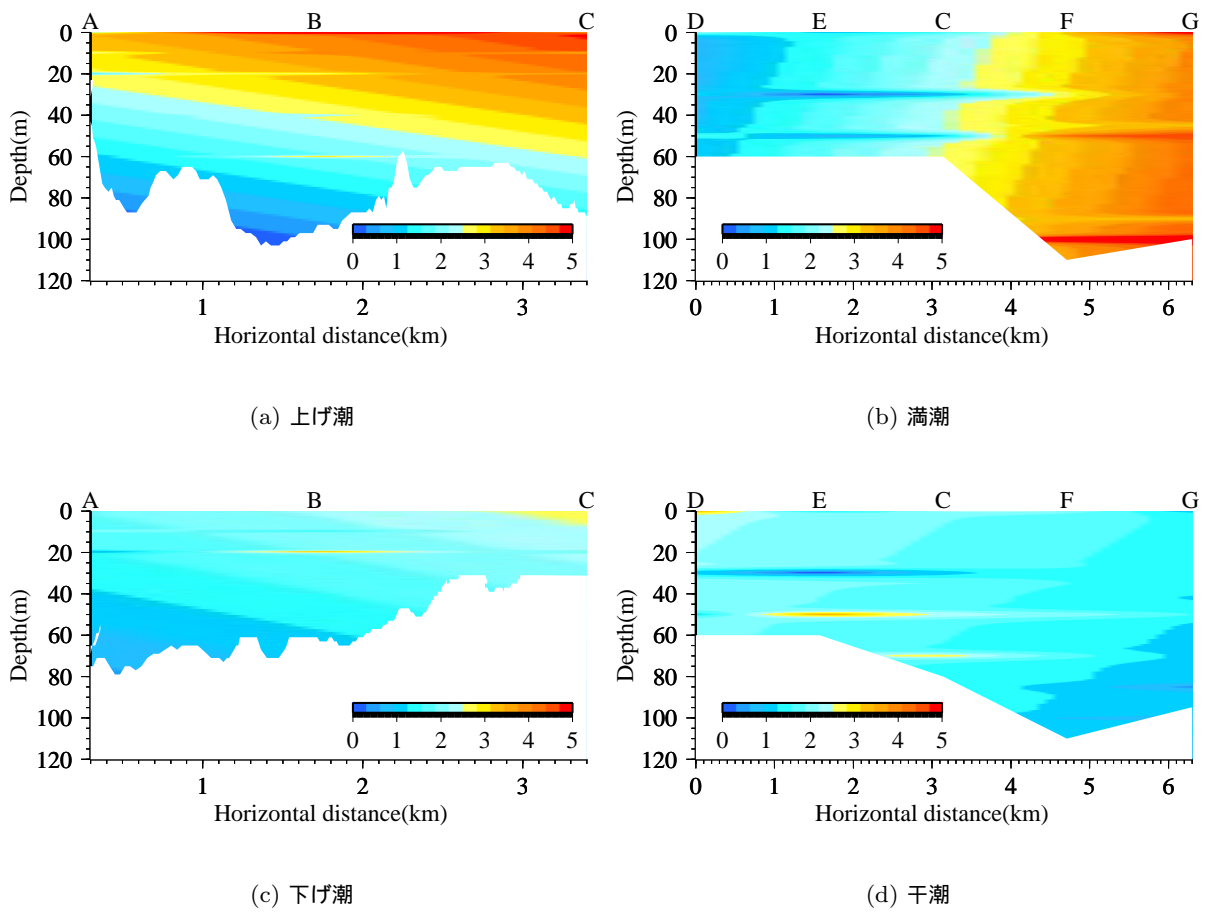 A B C
0
20
40
60
80
100
120
Depth(m)
0 1 2 3 4 5
1 2 3
Horizontal distance(km)
(a) 上げ潮
D E C F G
0
20
40
60
80
100
120
Depth(m)
0 1 2 3 4 5
0 1 2 3 4 5 6
Horizontal distance(km)
(b) 満潮
A B C
0
20
40
60
80
100
120
Depth(m)
0 1 2 3 4 5
1 2 3
Horizontal distance(km)
(c) 下げ潮
D E C F G
0
20
40
60
80
100
120
Depth(m)
0 1 2 3 4 5
0 1 2 3 4 5 6
Horizontal distance(km)
(d) 干潮